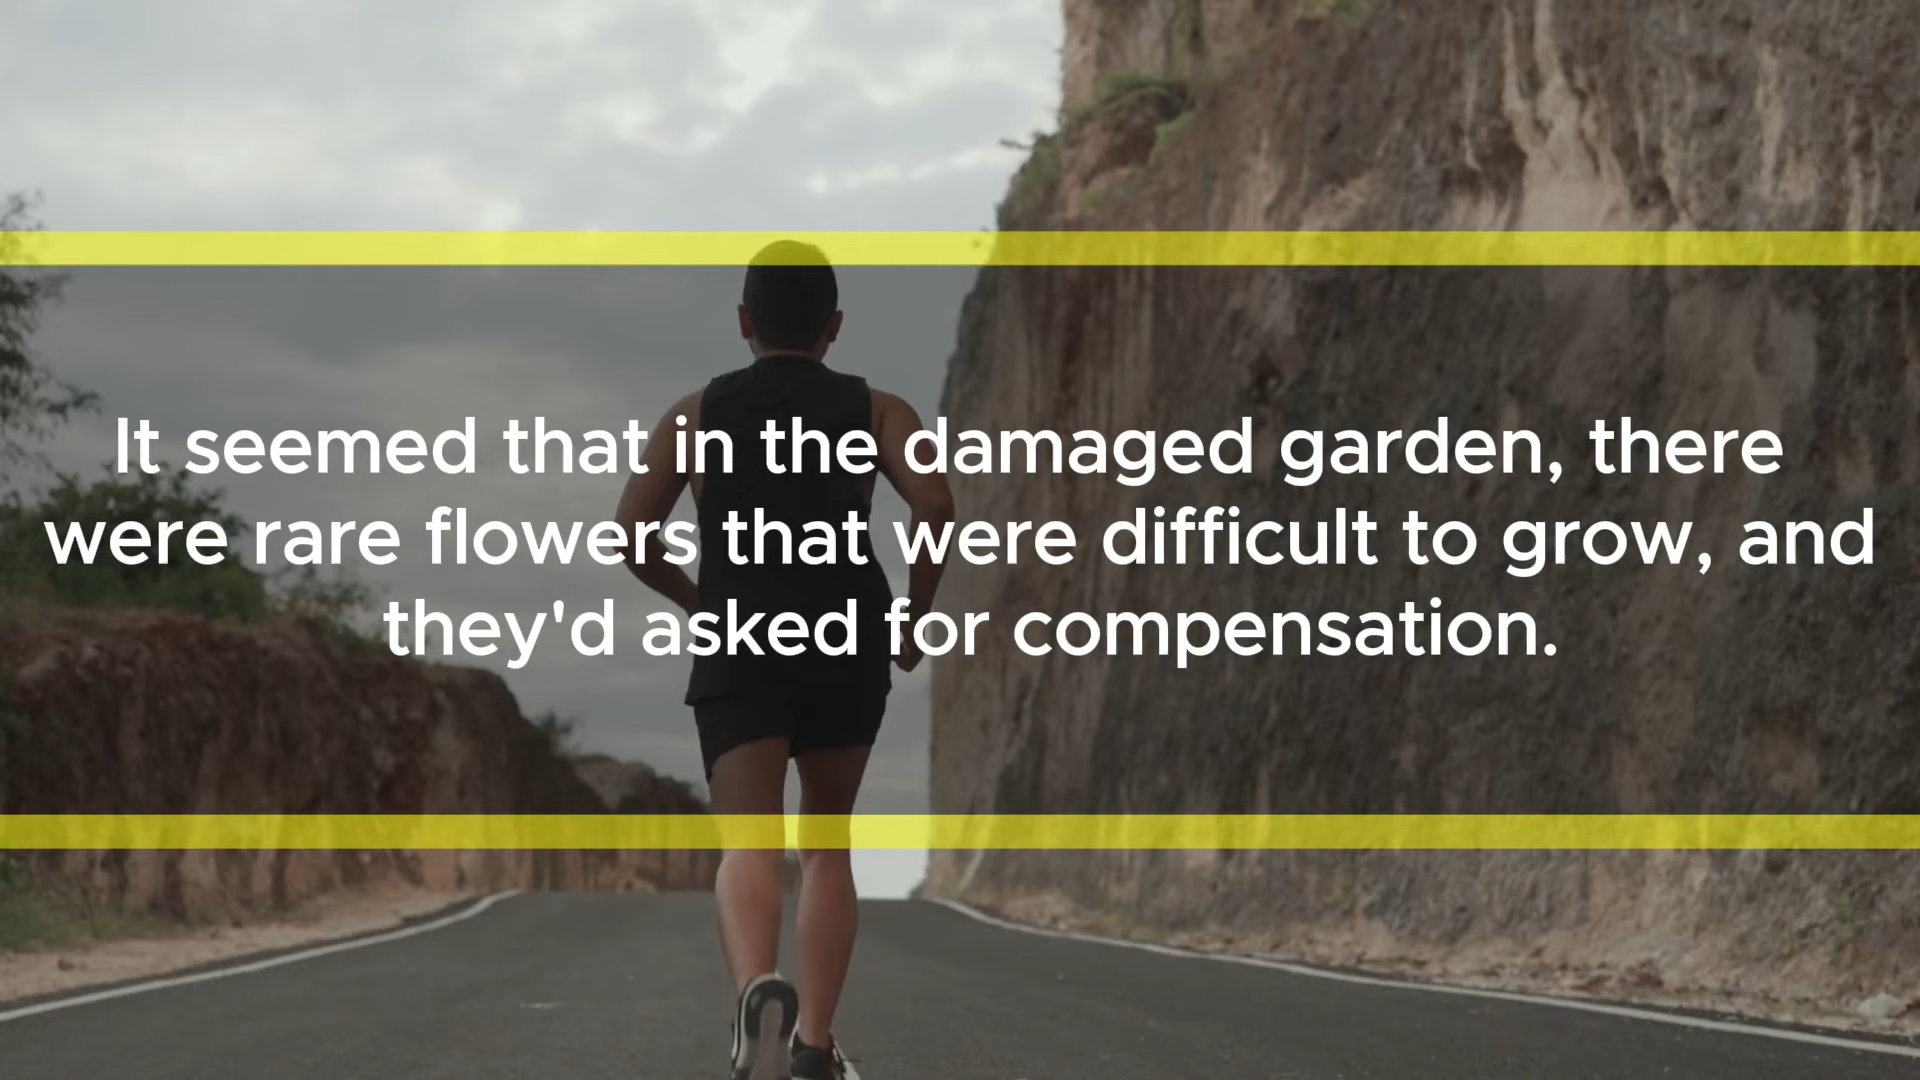 It seemed that in the damaged garden, there
were rare flowers that were difficult to grow, and
they'd asked for compensation.